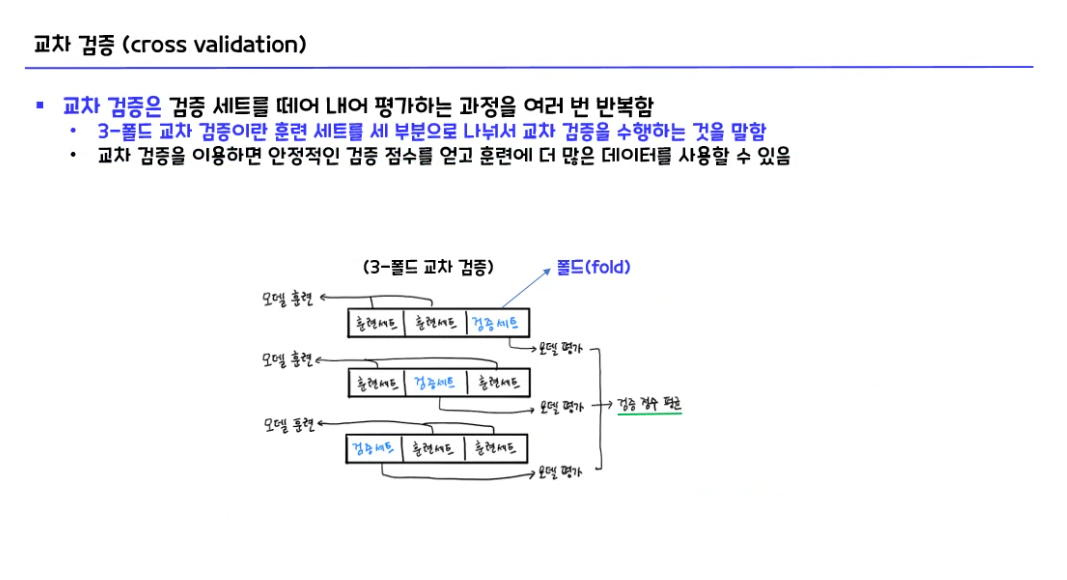 교차 검증 (cross validation)
▪ 교차 검증은 검증 세트를 떼어 내어 평가하는 과정을 여러 번 반복함
• 3-폴드 교차 검증이란 훈련 세트를 세 부분으로 나눠서 교차 검증을 수행하는 것을 말함
• 교차 검증을 이용하면 안정적인 검증 점수를 얻고 훈련에 더 많은 데이터를 사용할 수 있음
(3-폴드 교차 검증) 폴드(fold)
모델 훈련
훈련세트 훈련세트 검증세트
모델 평가
모델 훈련
훈련세트 검증세트 훈련세트
모델 평가
검증 점수 평균
모델 훈련
검증세트 훈련세트 훈련세트
모델 평가